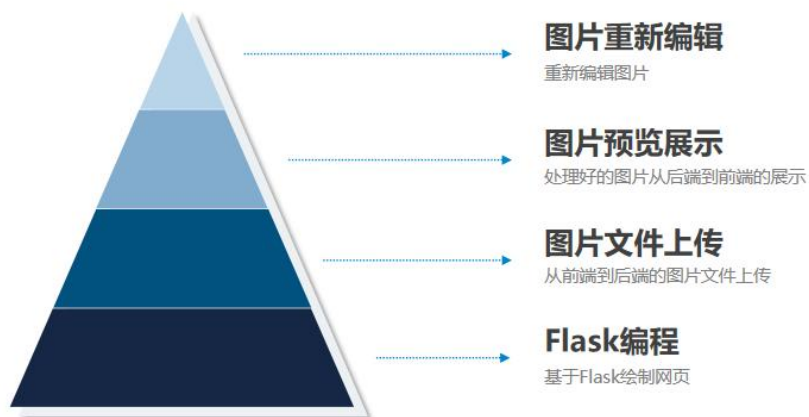 图片重新编辑
重新编辑图片
图片预览展示
处理好的图片从后端到前端的展示
图片文件上传
从前端到后端的图片文件上传
Flask编程
基于Flask绘制网页